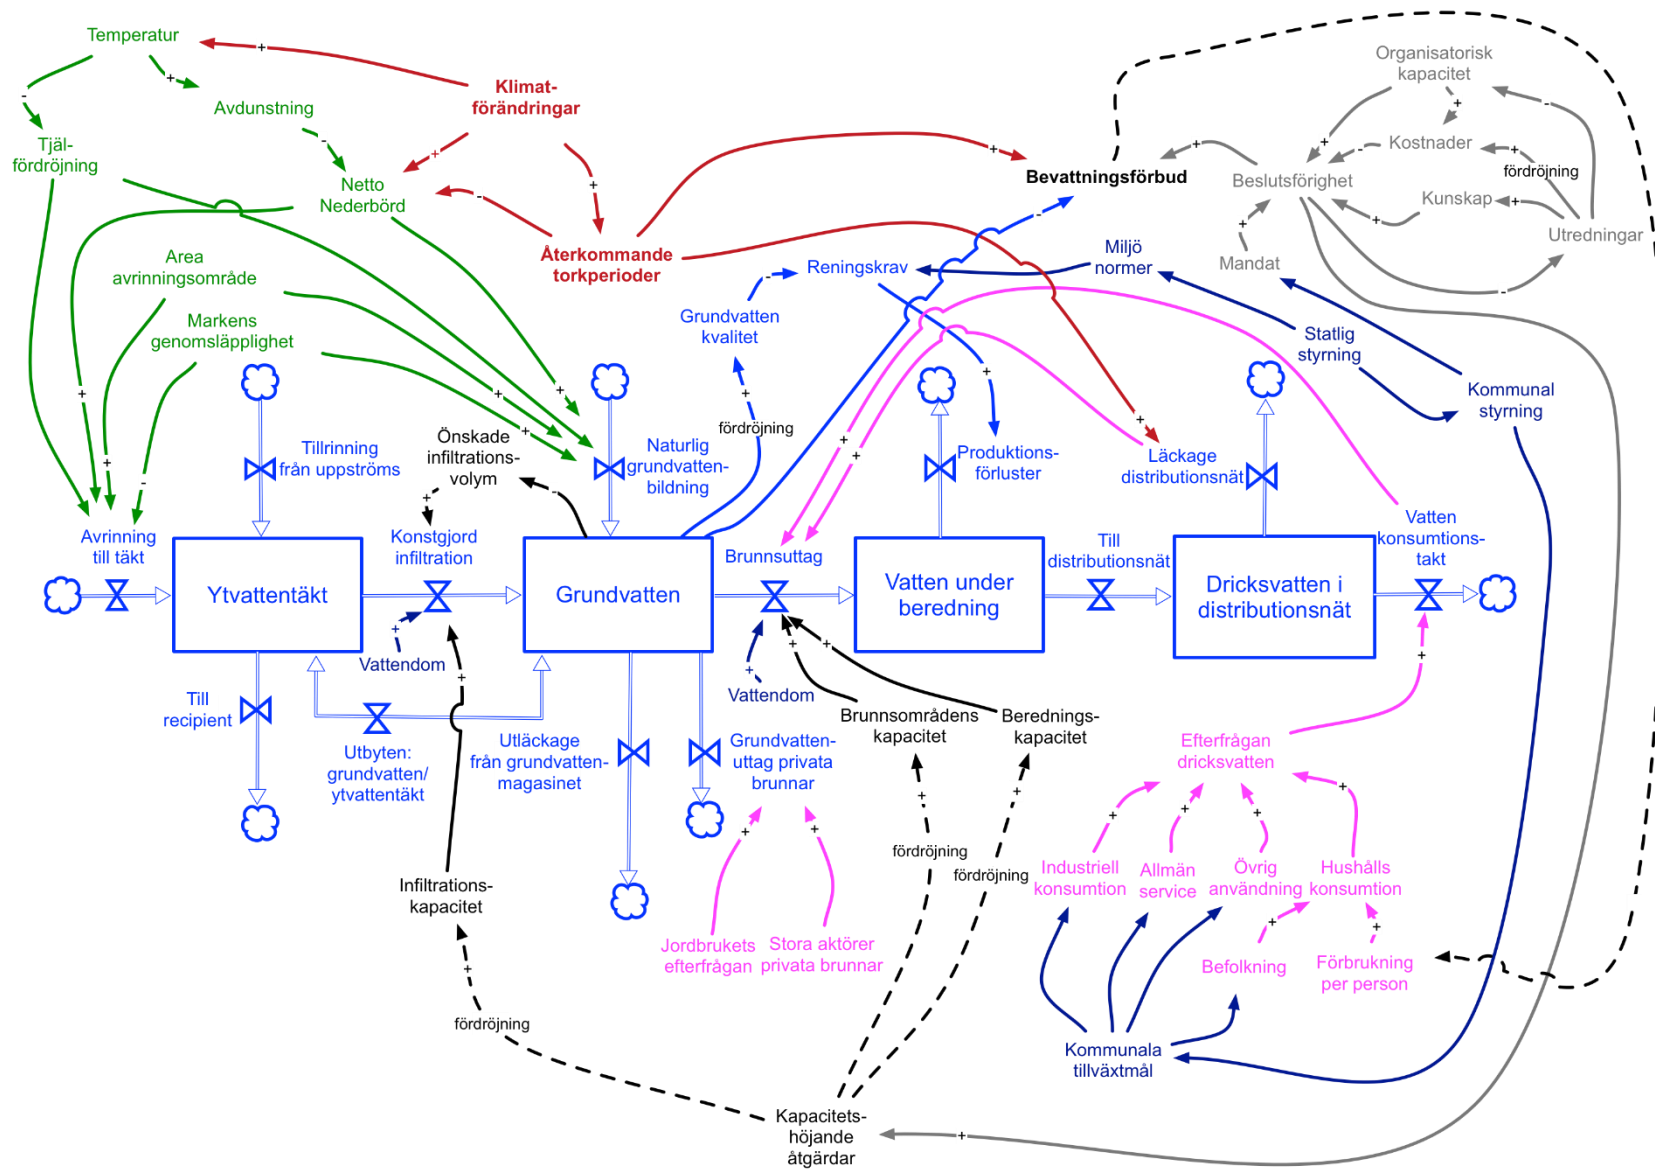 Temperatur
Organisatorisk
kapacitet
Klimat-
förändringar
Avdunstning
Tjäl-
fördröjning
Kostnader
fördröjning
Bevattningsförbud
Beslutsförighet
Netto
Nederbörd
Kunskap
Utredningar
Mandat
Återkommande
torkperioder
Miljö
normer
Reningskrav
Area
avrinningsområde
Grundvatten
kvalitet
Markens
genomsläpplighet
Statlig
styrning
Kommunal
styrning
fördröjning
Önskade
infiltrations-
volym
Tillrinning
från uppströms
Naturlig
grundvatten-
bildning
Produktions-
förluster
Läckage
distributionsnät
Avrinning
till täkt
Konstgjord
infiltration
Brunnsuttag
Till
distributionsnät
Vatten
konsumtions-
takt
Ytvattentäkt
Grundvatten
Vatten under
beredning
Dricksvatten i
distributionsnät
Vattendom
Vattendom
Till
recipient
Utbyten:
grundvatten/
ytvattentäkt
Utläckage
från grundvatten-
magasinet
Grundvatten-
uttag privata
brunnar
Brunnsområdens
kapacitet
Berednings-
kapacitet
Efterfrågan
dricksvatten
fördröjning
fördröjning
Infiltrations-
kapacitet
Industriell
konsumtion
Allmän
service
Övrig
användning
Hushålls
konsumtion
Jordbrukets
efterfrågan
Stora aktörer
privata brunnar
Befolkning
Förbrukning
per person
fördröjning
Kommunala
tillväxtmål
Kapacitets-
höjande
åtgärdar